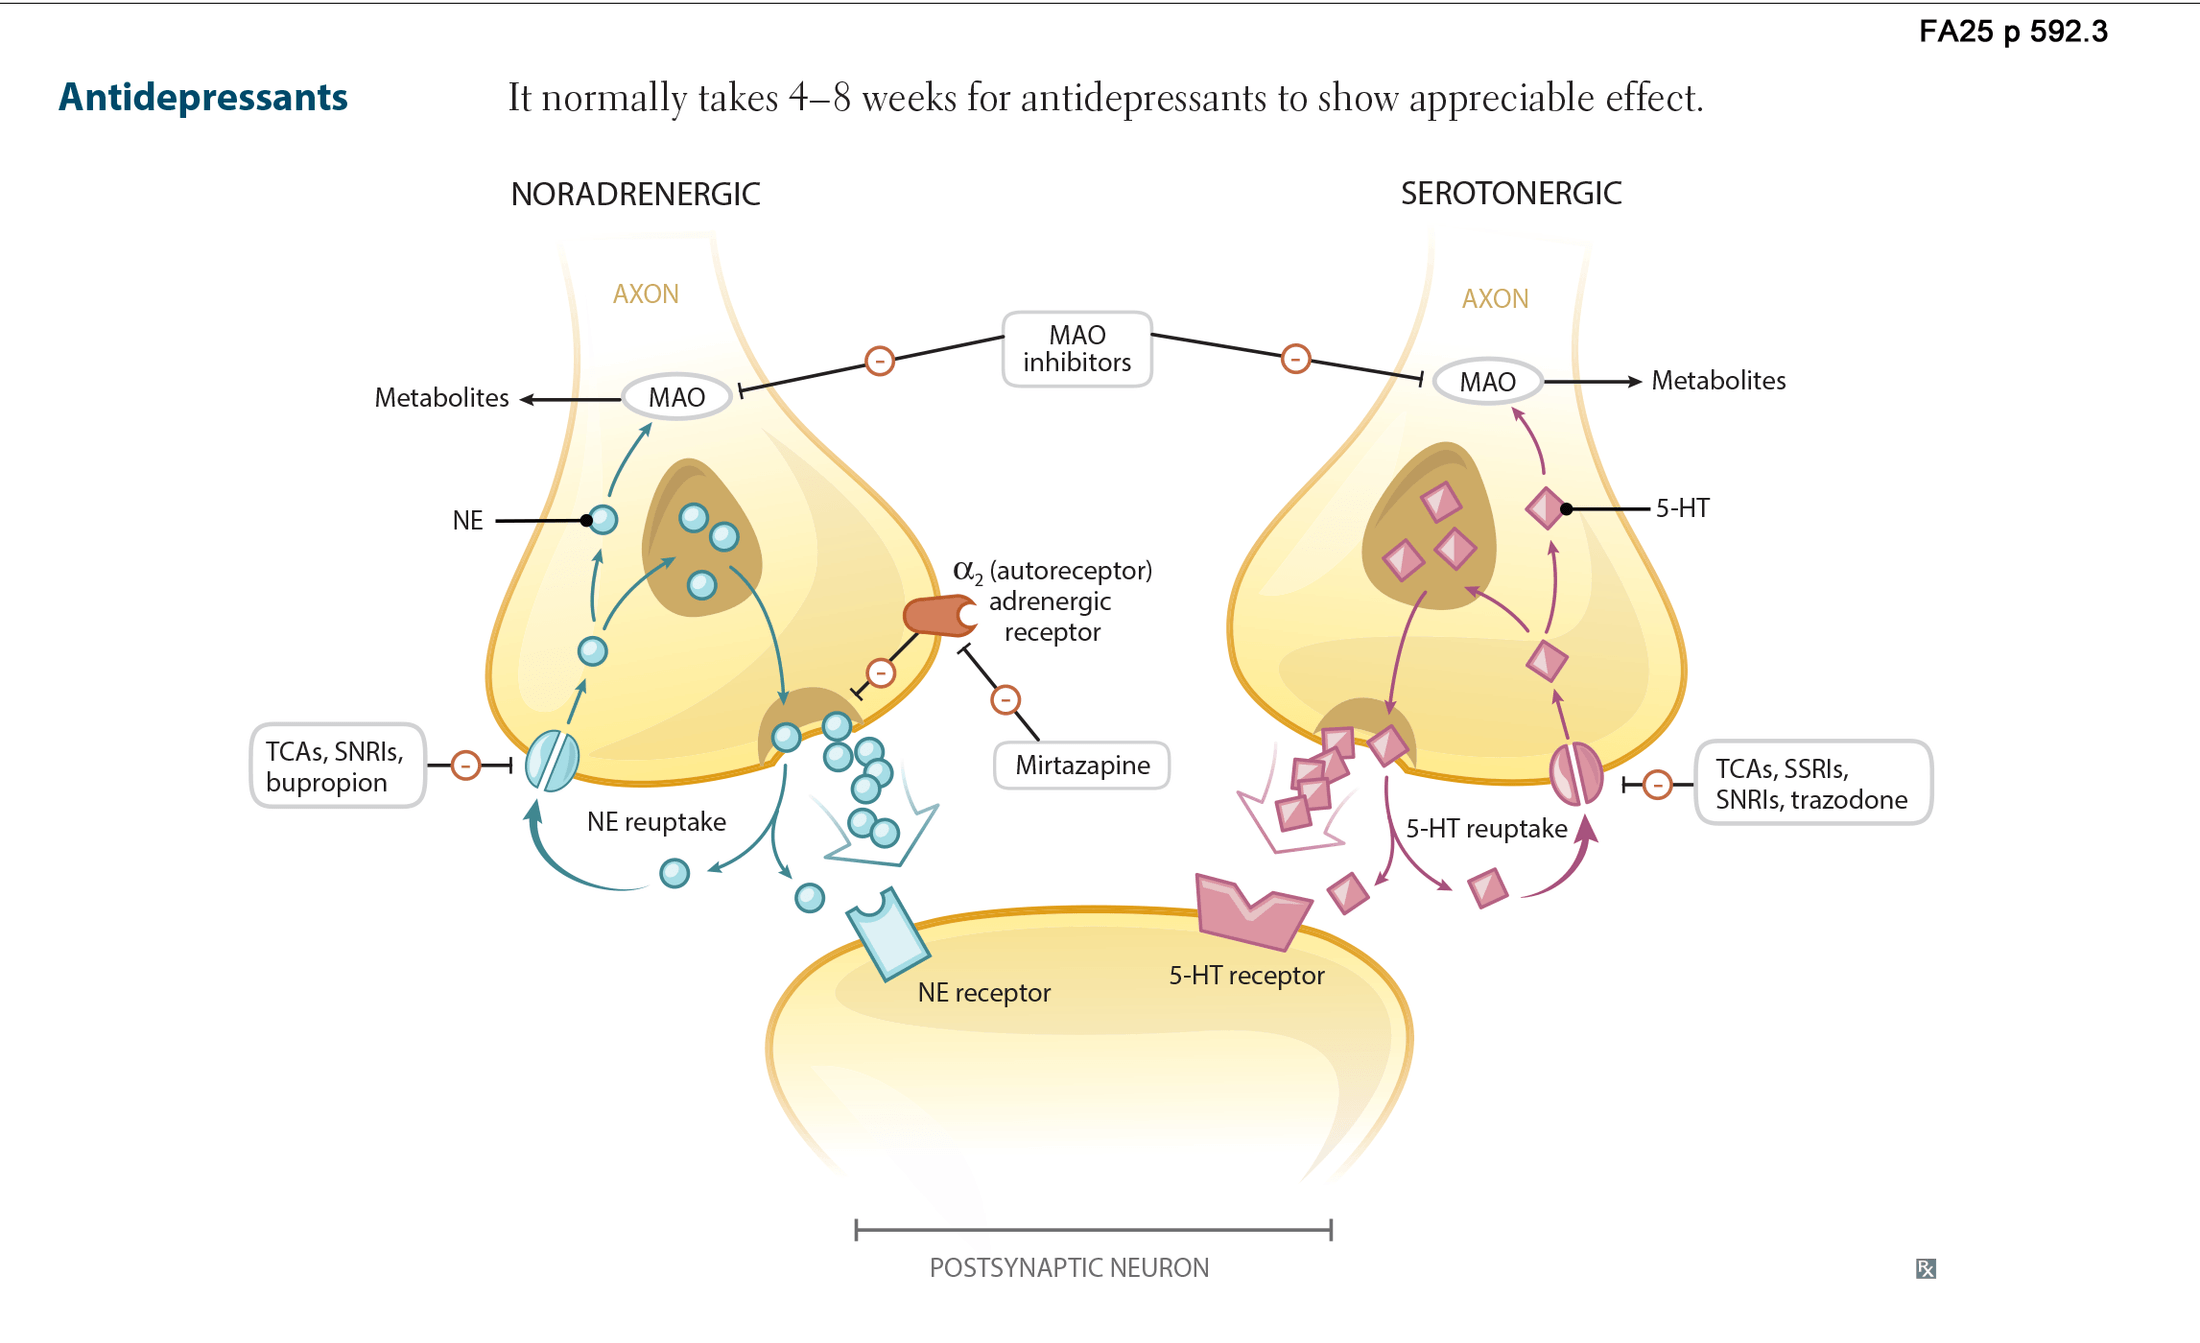 FA25 p 592.3
Antidepressants
It normally takes 4–8 weeks for antidepressants to show appreciable effect.
NORADRENERGIC
SEROTONERGIC
AXON
AXON
MAO
inhibitors
-
-
Metabolites
MAO
MAO
Metabolites
NE
5-HT
α2 (autoreceptor)
adrenergic
receptor
-
-
Mirtazapine
TCAs, SNRIs,
bupropion
-
-
TCAs, SSRIs,
SNRIs, trazodone
NE reuptake
5-HT reuptake
NE receptor
5-HT receptor
POSTSYNAPTIC NEURON
Rx